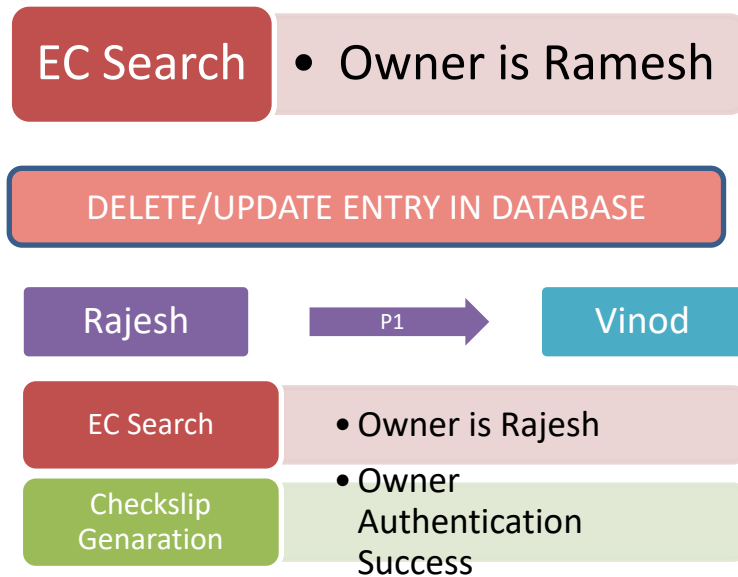 EC Search
• Owner is Ramesh
DELETE/UPDATE ENTRY IN DATABASE
Rajesh
P1
Vinod
EC Search
• Owner is Rajesh
Checkslip
Genaration
• Owner
Authentication
Success